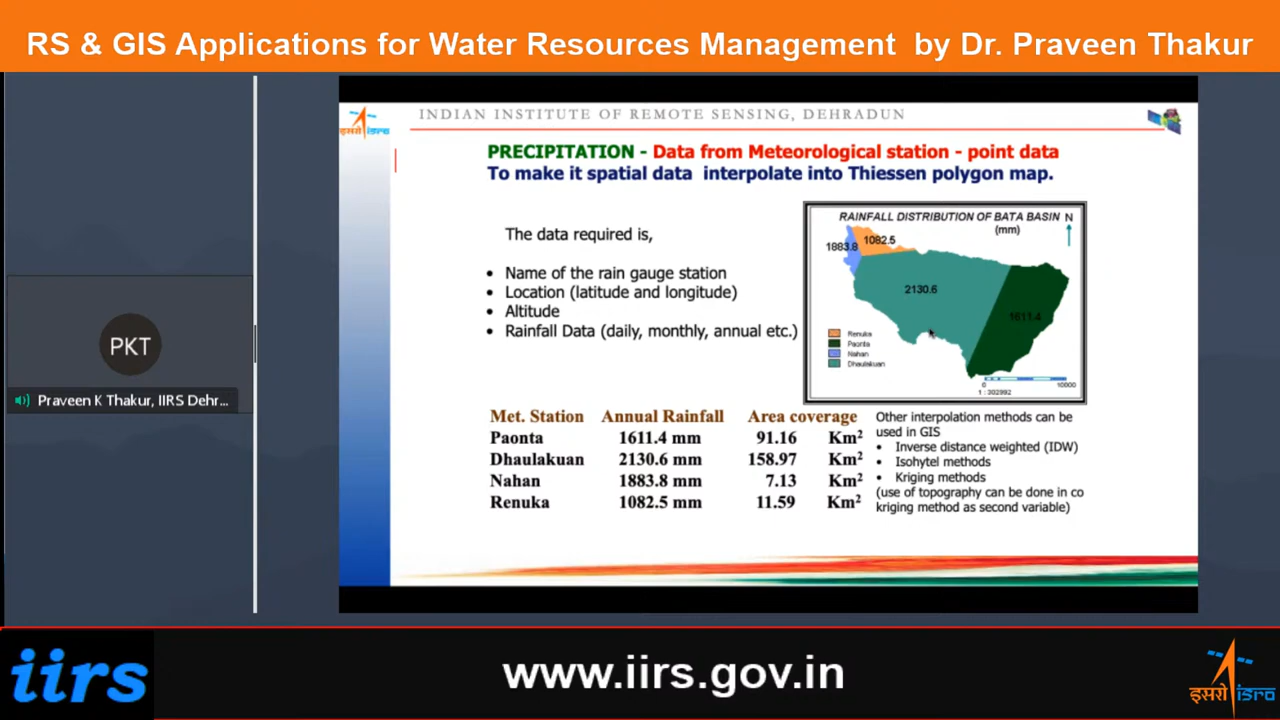 RS & GIS Applications for Water Resources Management by Dr. Praveen Thakur
INDIAN INSTITUTE OF REMOTE SENSING, DEHRADUN
इसरो isro
PRECIPITATION - Data from Meteorological station - point data
To make it spatial data interpolate into Thiessen polygon map.
The data required is,
• Name of the rain gauge station
• Location (latitude and longitude)
• Altitude
• Rainfall Data (daily, monthly, annual etc.)
RAINFALL DISTRIBUTION OF BATA BASIN N
(mm)
1082.5
1883.8
2130.6
1611.4
Renuka
Paonta
Nahan
Dhaulakuan
0 10000
1 : 302992
Met. Station Annual Rainfall Area coverage
Paonta 1611.4 mm 91.16 Km²
Dhaulakuan 2130.6 mm 158.97 Km²
Nahan 1883.8 mm 7.13 Km²
Renuka 1082.5 mm 11.59 Km²
Other interpolation methods can be
used in GIS
• Inverse distance weighted (IDW)
• Isohytel methods
• Kriging methods
(use of topography can be done in co
kriging method as second variable)
PKT
Praveen K Thakur, IIRS Dehr...
iirs
www.iirs.gov.in
इसरो isro